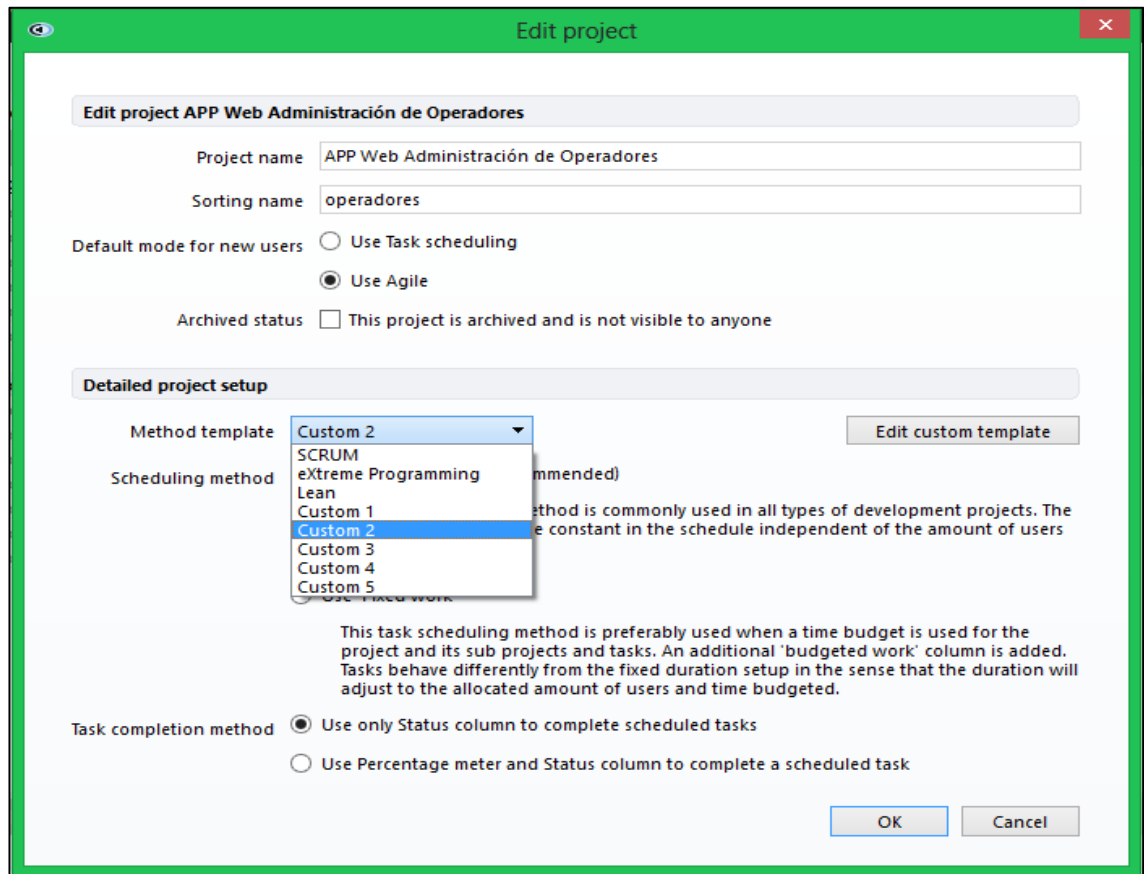 Edit project
Edit project APP Web Administración de Operadores
Project name APP Web Administración de Operadores
Sorting name operadores
Default mode for new users Use Task scheduling
Use Agile
Archived status This project is archived and is not visible to anyone
Detailed project setup
Method template Custom 2 Edit custom template
SCRUM
Scheduling method eXtreme Programming mmended)
Lean
Custom 1 ethod is commonly used in all types of development projects. The
Custom 2 e constant in the schedule independent of the amount of users
Custom 3
Custom 4
Custom 5
This task scheduling method is preferably used when a time budget is used for the
project and its sub projects and tasks. An additional 'budgeted work' column is added.
Tasks behave differently from the fixed duration setup in the sense that the duration will
adjust to the allocated amount of users and time budgeted.
Task completion method Use only Status column to complete scheduled tasks
Use Percentage meter and Status column to complete a scheduled task
OK Cancel